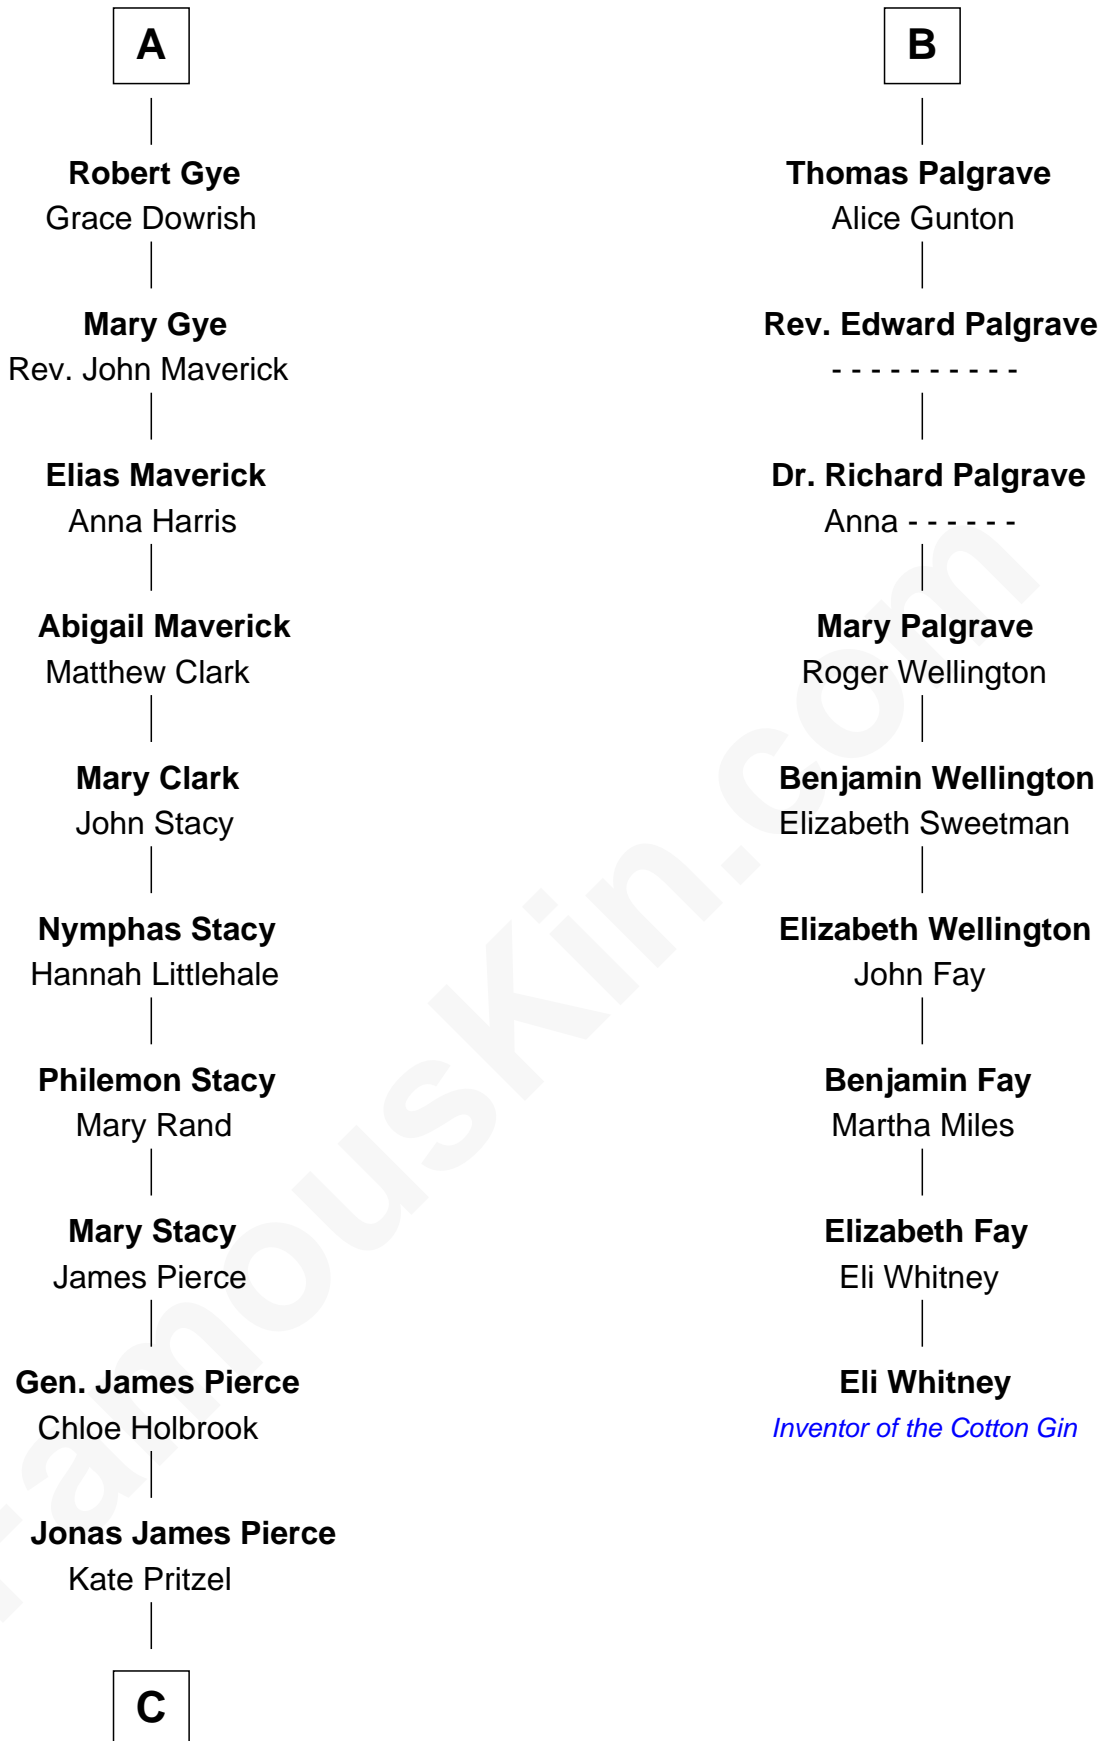 A
Robert Gye
Grace Dowrish
Mary Gye
Rev. John Maverick
Elias Maverick
Anna Harris
Abigail Maverick
Matthew Clark
Mary Clark
John Stacy
Nymphas Stacy
Hannah Littlehale
Philemon Stacy
Mary Rand
Mary Stacy
James Pierce
Gen. James Pierce
Chloe Holbrook
Jonas James Pierce
Kate Pritzel
C
B
Thomas Palgrave
Alice Gunton
Rev. Edward Palgrave
- - - - - - - - - -
Dr. Richard Palgrave
Anna - - - - - -
Mary Palgrave
Roger Wellington
Benjamin Wellington
Elizabeth Sweetman
Elizabeth Wellington
John Fay
Benjamin Fay
Martha Miles
Elizabeth Fay
Eli Whitney
Eli Whitney
Inventor of the Cotton Gin
FamousKin.com